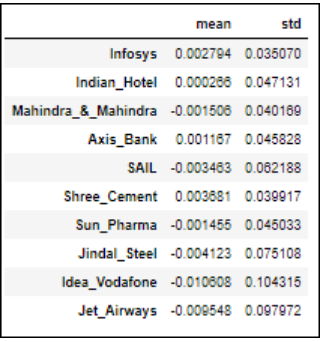 mean std
Infosys 0.002794 0.035070
Indian_Hotel 0.000266 0.047131
Mahindra_&_Mahindra -0.001506 0.040169
Axis_Bank 0.001167 0.045828
SAIL -0.003463 0.062188
Shree_Cement 0.003681 0.039917
Sun_Pharma -0.001455 0.045033
Jindal_Steel -0.004123 0.075108
Idea_Vodafone -0.010608 0.104315
Jet_Airways -0.009548 0.097972